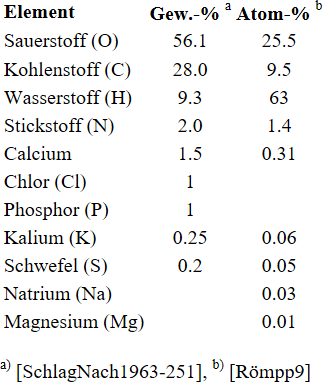 Element Gew.-% a Atom-% b
Sauerstoff (O) 56.1 25.5
Kohlenstoff (C) 28.0 9.5
Wasserstoff (H) 9.3 63
Stickstoff (N) 2.0 1.4
Calcium 1.5 0.31
Chlor (Cl) 1
Phosphor (P) 1
Kalium (K) 0.25 0.06
Schwefel (S) 0.2 0.05
Natrium (Na) 0.03
Magnesium (Mg) 0.01
a) [SchlagNach1963-251], b) [Römpp9]